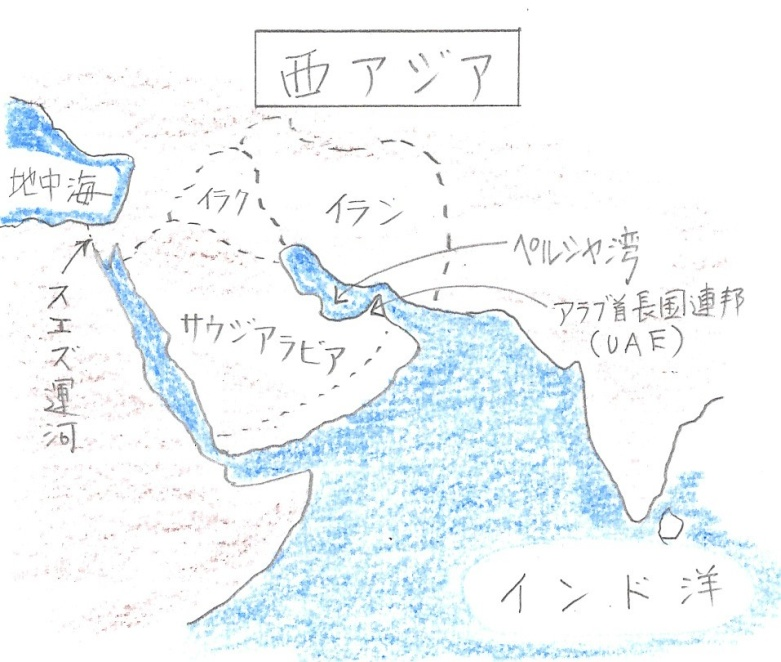 西アジア
地中海
イラク
イラン
ペルシャ湾
アラブ首長国連邦
(UAE)
サウジアラビア
スエズ運河
インド洋